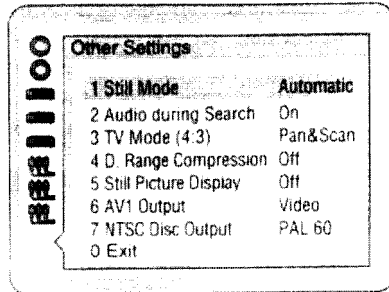 Other Settings
1 Still Mode Automatic
2 Audio during Search On
3 TV Mode (4:3) Pan&Scan
4 D. Range Compression Off
5 Still Picture Display Off
6 AV1 Output Video
7 NTSC Disc Output PAL 60
0 Exit